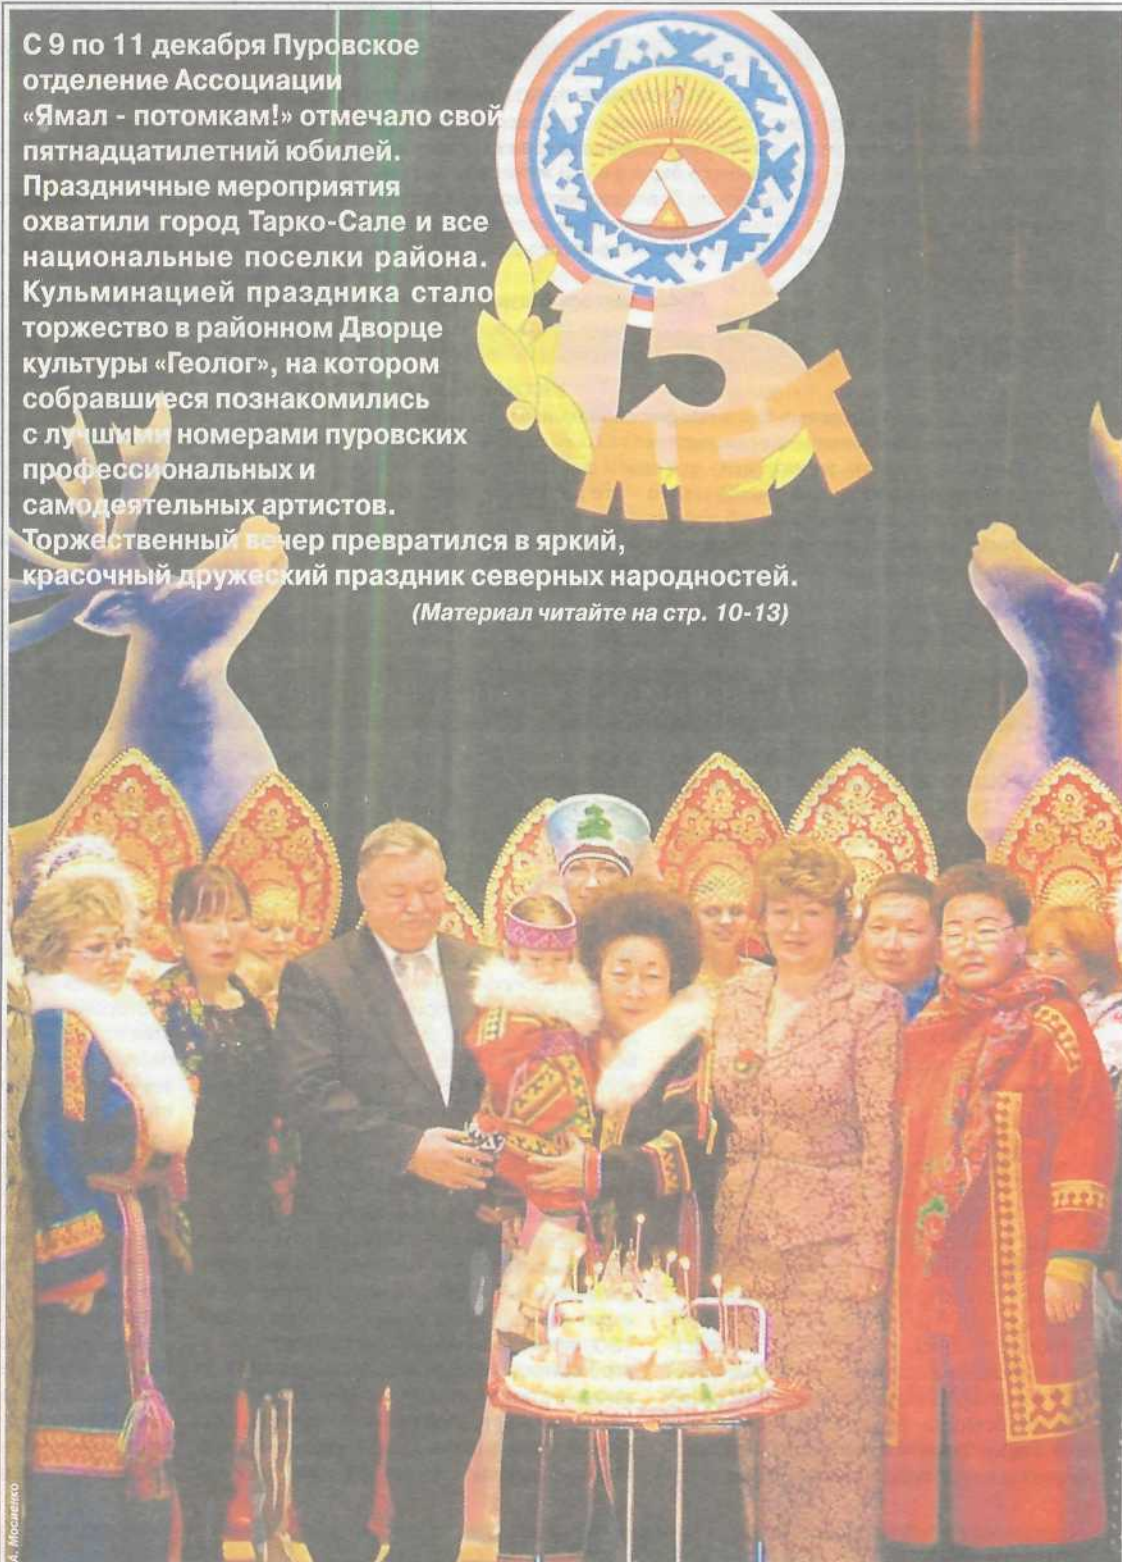 С 9 по 11 декабря Пуровское
отделение Ассоциации
«Ямал - потомкам!» отмечало свой
пятнадцатилетний юбилей.
Праздничные мероприятия
охватили город Тарко-Сале и все
национальные поселки района.
Кульминацией праздника стало
торжество в районном Дворце
культуры «Геолог», на котором
собравшиеся познакомились
с лучшими номерами пуровских
профессиональных и
самодеятельных артистов.
Торжественный вечер превратился в яркий,
красочный дружеский праздник северных народностей.
(Материал читайте на стр. 10-13)
15
ЛЕТ
А. Мосиенко